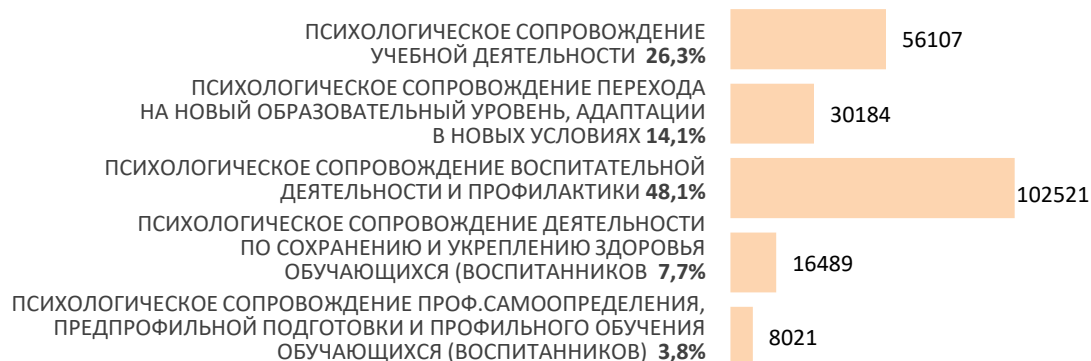 ПСИХОЛОГИЧЕСКОЕ СОПРОВОЖДЕНИЕ
УЧЕБНОЙ ДЕЯТЕЛЬНОСТИ 26,3%
56107
ПСИХОЛОГИЧЕСКОЕ СОПРОВОЖДЕНИЕ ПЕРЕХОДА
НА НОВЫЙ ОБРАЗОВАТЕЛЬНЫЙ УРОВЕНЬ, АДАПТАЦИИ
В НОВЫХ УСЛОВИЯХ 14,1%
30184
ПСИХОЛОГИЧЕСКОЕ СОПРОВОЖДЕНИЕ ВОСПИТАТЕЛЬНОЙ
ДЕЯТЕЛЬНОСТИ И ПРОФИЛАКТИКИ 48,1%
102521
ПСИХОЛОГИЧЕСКОЕ СОПРОВОЖДЕНИЕ ДЕЯТЕЛЬНОСТИ
ПО СОХРАНЕНИЮ И УКРЕПЛЕНИЮ ЗДОРОВЬЯ
ОБУЧАЮЩИХСЯ (ВОСПИТАННИКОВ 7,7%
16489
ПСИХОЛОГИЧЕСКОЕ СОПРОВОЖДЕНИЕ ПРОФ.САМООПРЕДЕЛЕНИЯ,
ПРЕДПРОФИЛЬНОЙ ПОДГОТОВКИ И ПРОФИЛЬНОГО ОБУЧЕНИЯ
ОБУЧАЮЩИХСЯ (ВОСПИТАННИКОВ) 3,8%
8021